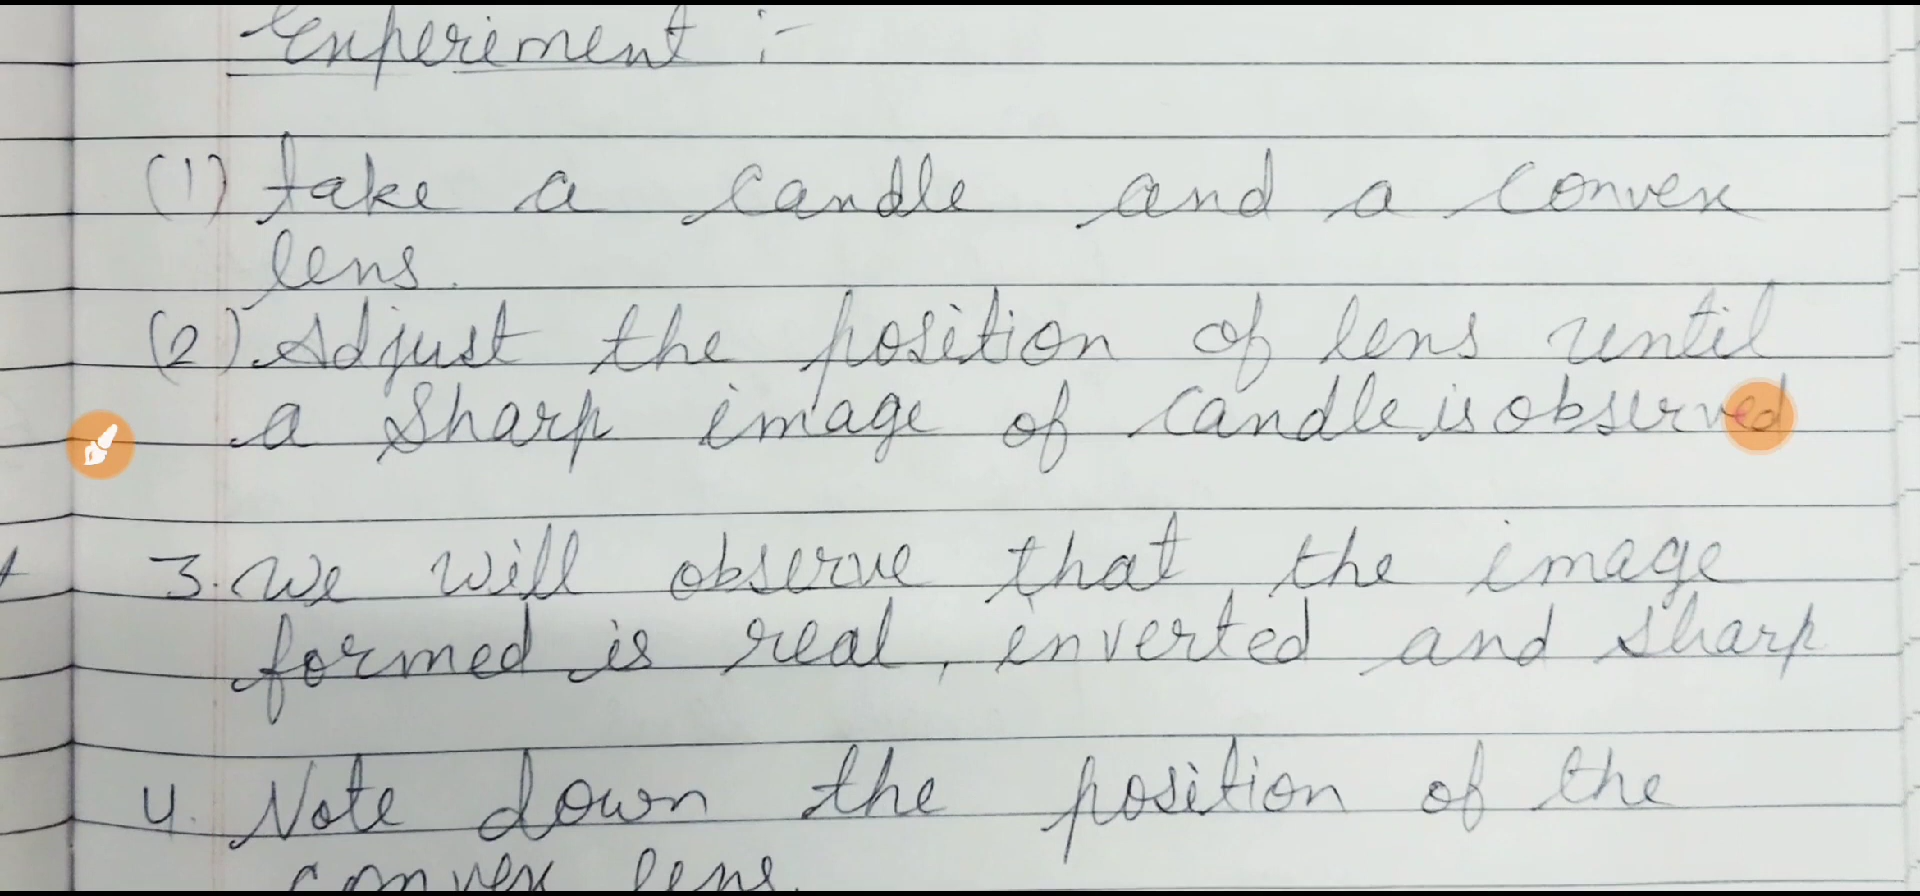 Experiment :-
(1) take a candle and a convex
lens.
(2) Adjust the position of lens until
a sharp image of candle is observed
3. We will observe that the image
formed is real, inverted and sharp
4. Note down the position of the
convex lens.